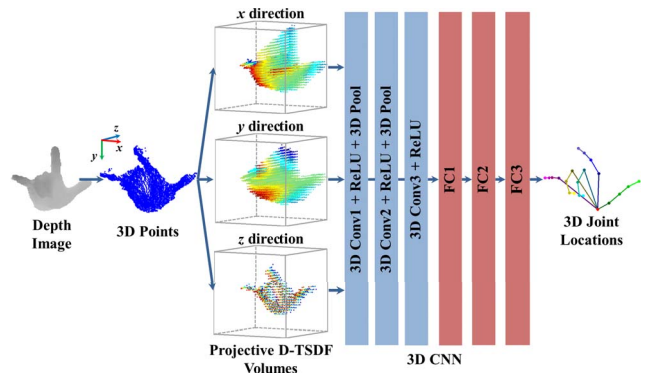 x direction
y direction
z direction
z
x
y
Depth
Image
3D Points
Projective D-TSDF
Volumes
3D Conv1 + ReLU + 3D Pool
3D Conv2 + ReLU + 3D Pool
3D Conv3 + ReLU
FC1
FC2
FC3
3D CNN
3D Joint
Locations